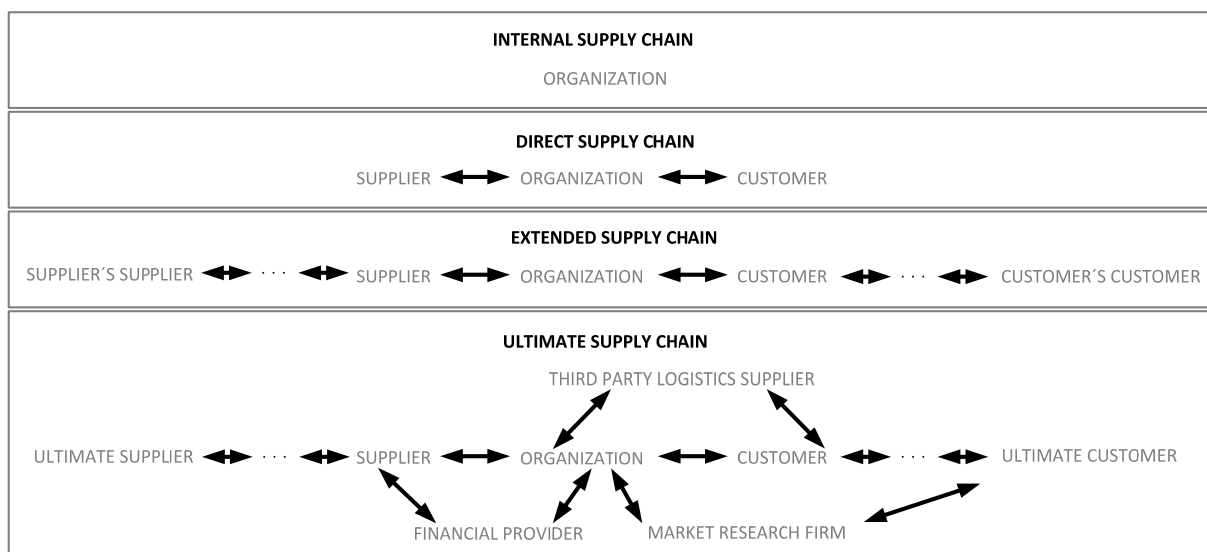 INTERNAL SUPPLY CHAIN
ORGANIZATION
DIRECT SUPPLY CHAIN
SUPPLIER ORGANIZATION CUSTOMER
EXTENDED SUPPLY CHAIN
SUPPLIER´S SUPPLIER . . . SUPPLIER ORGANIZATION CUSTOMER . . . CUSTOMER´S CUSTOMER
ULTIMATE SUPPLY CHAIN
THIRD PARTY LOGISTICS SUPPLIER
ULTIMATE SUPPLIER . . . SUPPLIER ORGANIZATION CUSTOMER . . . ULTIMATE CUSTOMER
FINANCIAL PROVIDER MARKET RESEARCH FIRM